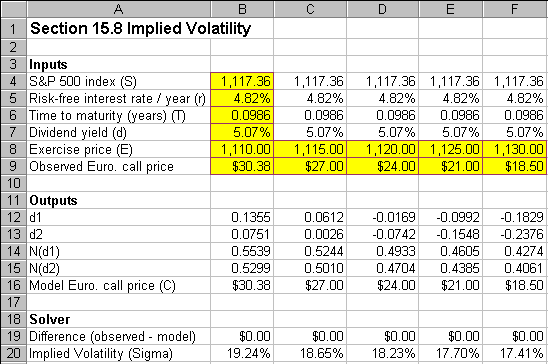 A B C D E F
1 Section 15.8 Implied Volatility
2
3 Inputs
4 S&P 500 index (S) 1,117.36 1,117.36 1,117.36 1,117.36 1,117.36
5 Risk-free interest rate / year (r) 4.82% 4.82% 4.82% 4.82% 4.82%
6 Time to maturity (years) (T) 0.0986 0.0986 0.0986 0.0986 0.0986
7 Dividend yield (d) 5.07% 5.07% 5.07% 5.07% 5.07%
8 Exercise price (E) 1,110.00 1,115.00 1,120.00 1,125.00 1,130.00
9 Observed Euro. call price $30.38 $27.00 $24.00 $21.00 $18.50
10
11 Outputs
12 d1 0.1355 0.0612 -0.0169 -0.0992 -0.1829
13 d2 0.0751 0.0026 -0.0742 -0.1548 -0.2376
14 N(d1) 0.5539 0.5244 0.4933 0.4605 0.4274
15 N(d2) 0.5299 0.5010 0.4704 0.4385 0.4061
16 Model Euro. call price (C) $30.38 $27.00 $24.00 $21.00 $18.50
17
18 Solver
19 Difference (observed - model) $0.00 $0.00 $0.00 $0.00 $0.00
20 Implied Volatility (Sigma) 19.24% 18.65% 18.23% 17.70% 17.41%